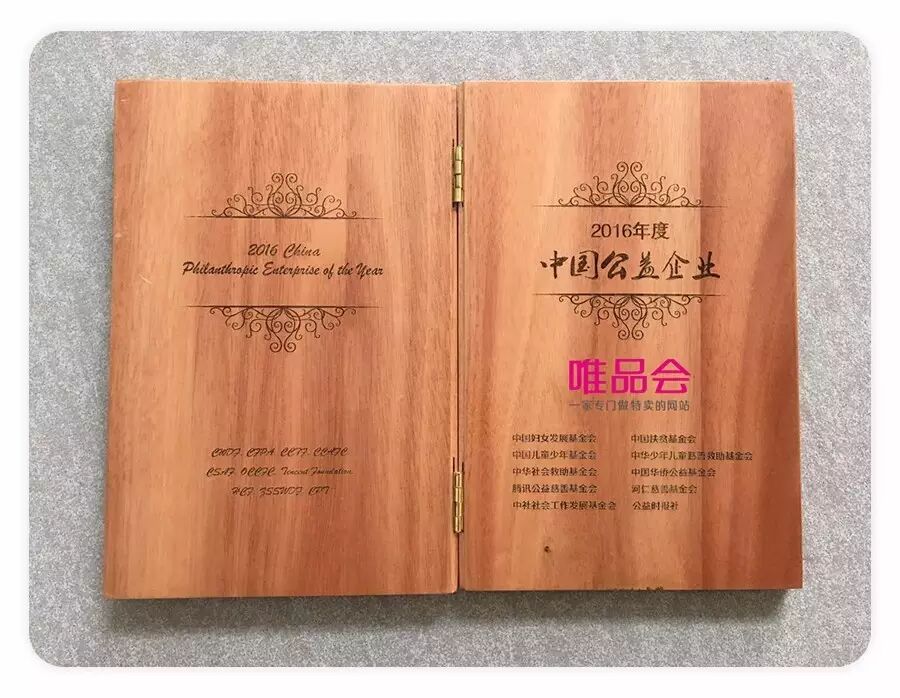 2016 China
Philanthropic Enterprise of the Year
CWDF, CFPA, CCTF, CCAFC
CSAF, OCCFC, Tencent Foundation
HCF, ZSSWDF, CPT
2016年度
中国公益企业
唯品会
一家专门做特卖的网站
中国妇女发展基金会 中国扶贫基金会
中国儿童少年基金会 中华少年儿童慈善救助基金会
中华社会救助基金会 中国华侨公益基金会
腾讯公益慈善基金会 河仁慈善基金会
中社社会工作发展基金会 公益时报社